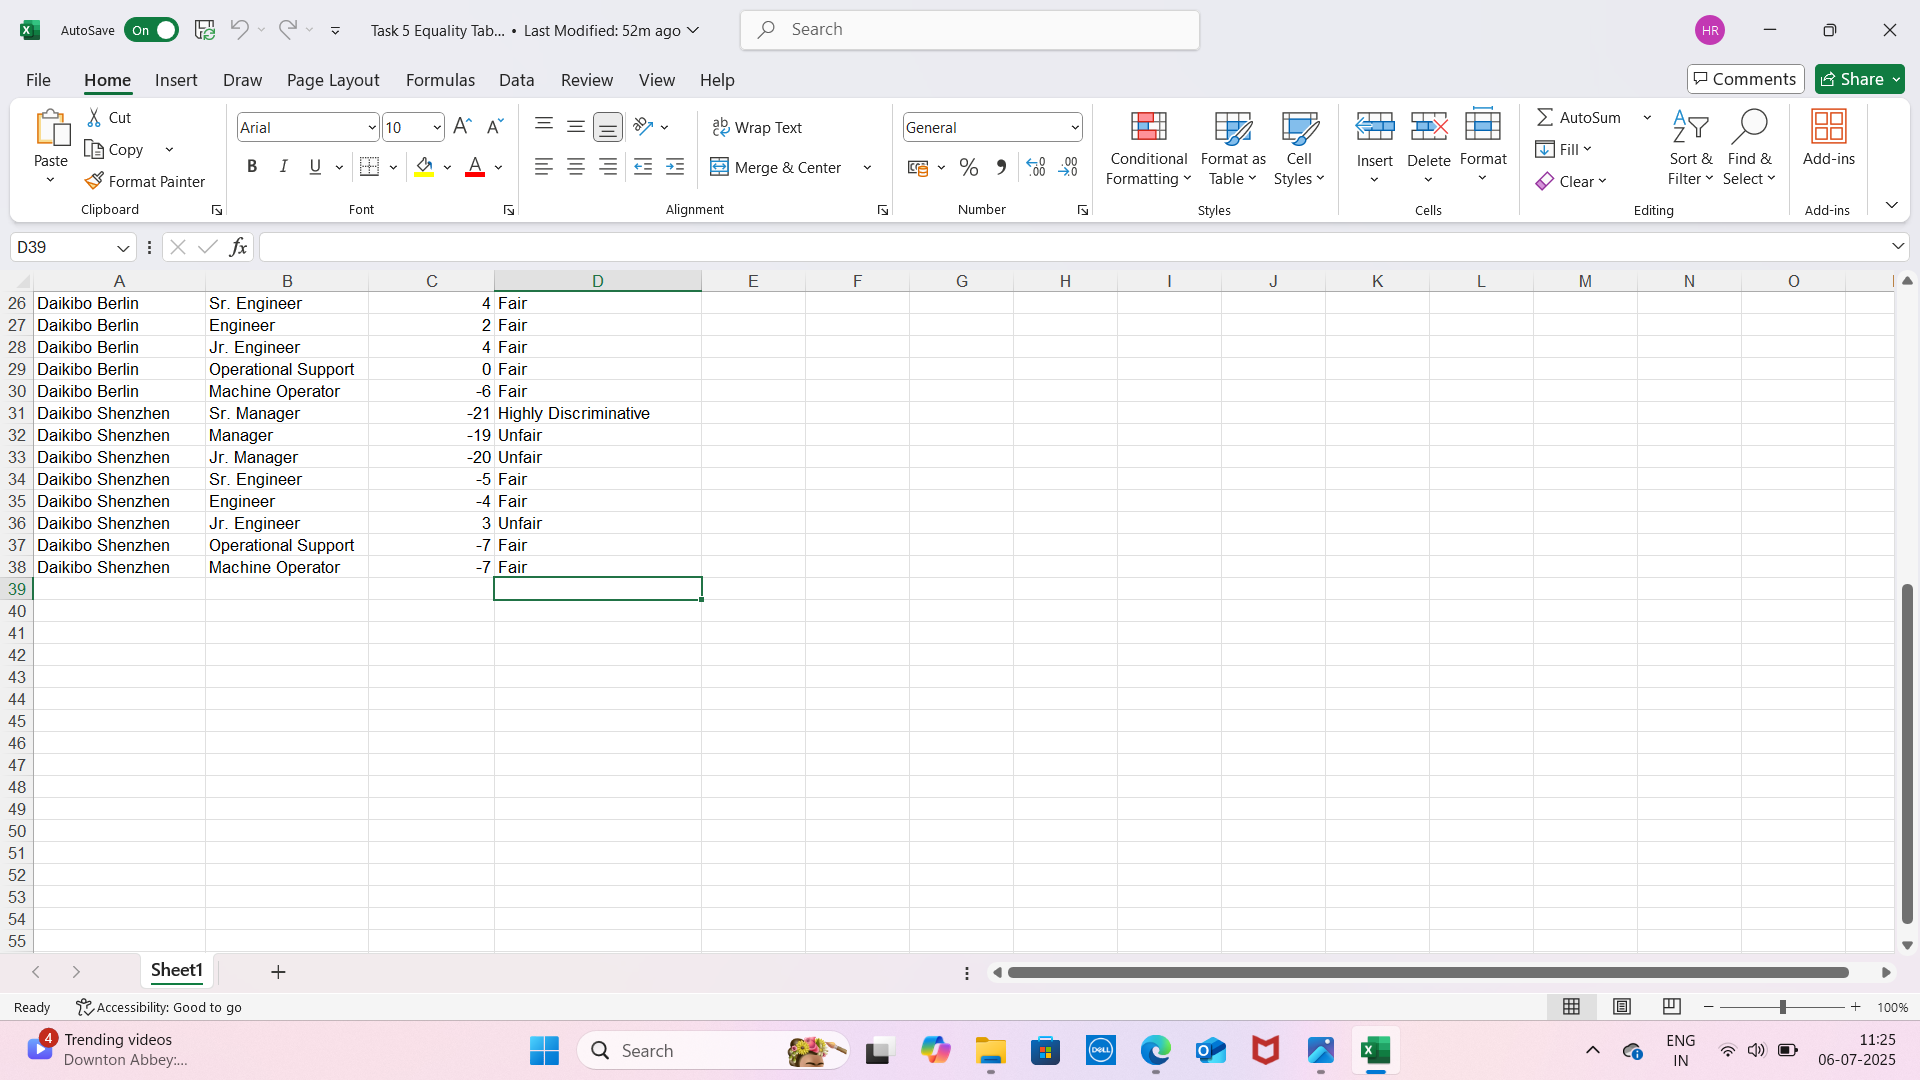 AutoSave On Task 5 Equality Tab... • Last Modified: 52m ago Search HR
File Home Insert Draw Page Layout Formulas Data Review View Help Comments Share
Paste Cut Copy Format Painter Clipboard
Arial 10 B I U A Font
ab Wrap Text Merge & Center Alignment
General % Number
Conditional Formatting Format as Table Cell Styles Styles
Insert Delete Format Cells
AutoSum Fill Clear Sort & Filter Find & Select Editing
Add-ins Add-ins
D39 fx
A B C D E F G H I J K L M N O
26 Daikibo Berlin Sr. Engineer 4 Fair
27 Daikibo Berlin Engineer 2 Fair
28 Daikibo Berlin Jr. Engineer 4 Fair
29 Daikibo Berlin Operational Support 0 Fair
30 Daikibo Berlin Machine Operator -6 Fair
31 Daikibo Shenzhen Sr. Manager -21 Highly Discriminative
32 Daikibo Shenzhen Manager -19 Unfair
33 Daikibo Shenzhen Jr. Manager -20 Unfair
34 Daikibo Shenzhen Sr. Engineer -5 Fair
35 Daikibo Shenzhen Engineer -4 Fair
36 Daikibo Shenzhen Jr. Engineer 3 Unfair
37 Daikibo Shenzhen Operational Support -7 Fair
38 Daikibo Shenzhen Machine Operator -7 Fair
39
40
41
42
43
44
45
46
47
48
49
50
51
52
53
54
55
Sheet1
Ready Accessibility: Good to go 100%
4 Trending videos Search DELL ENG 11:25
Downton Abbey:... IN 06-07-2025